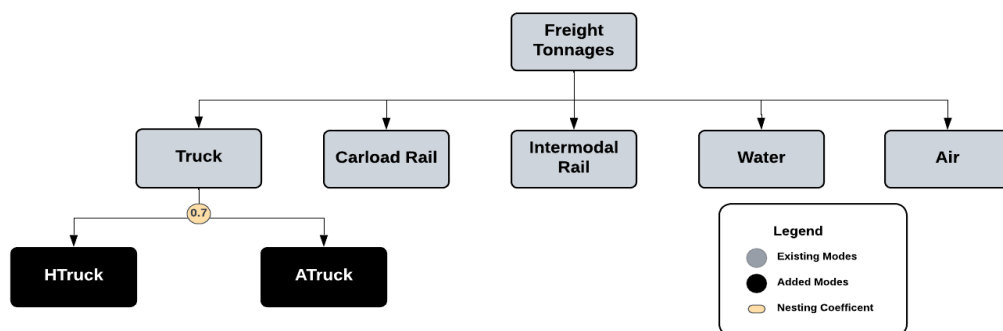 Freight
Tonnages
Truck
Carload Rail
Intermodal
Rail
Water
Air
0.7
HTruck
ATruck
Legend
Existing Modes
Added Modes
Nesting Coefficent